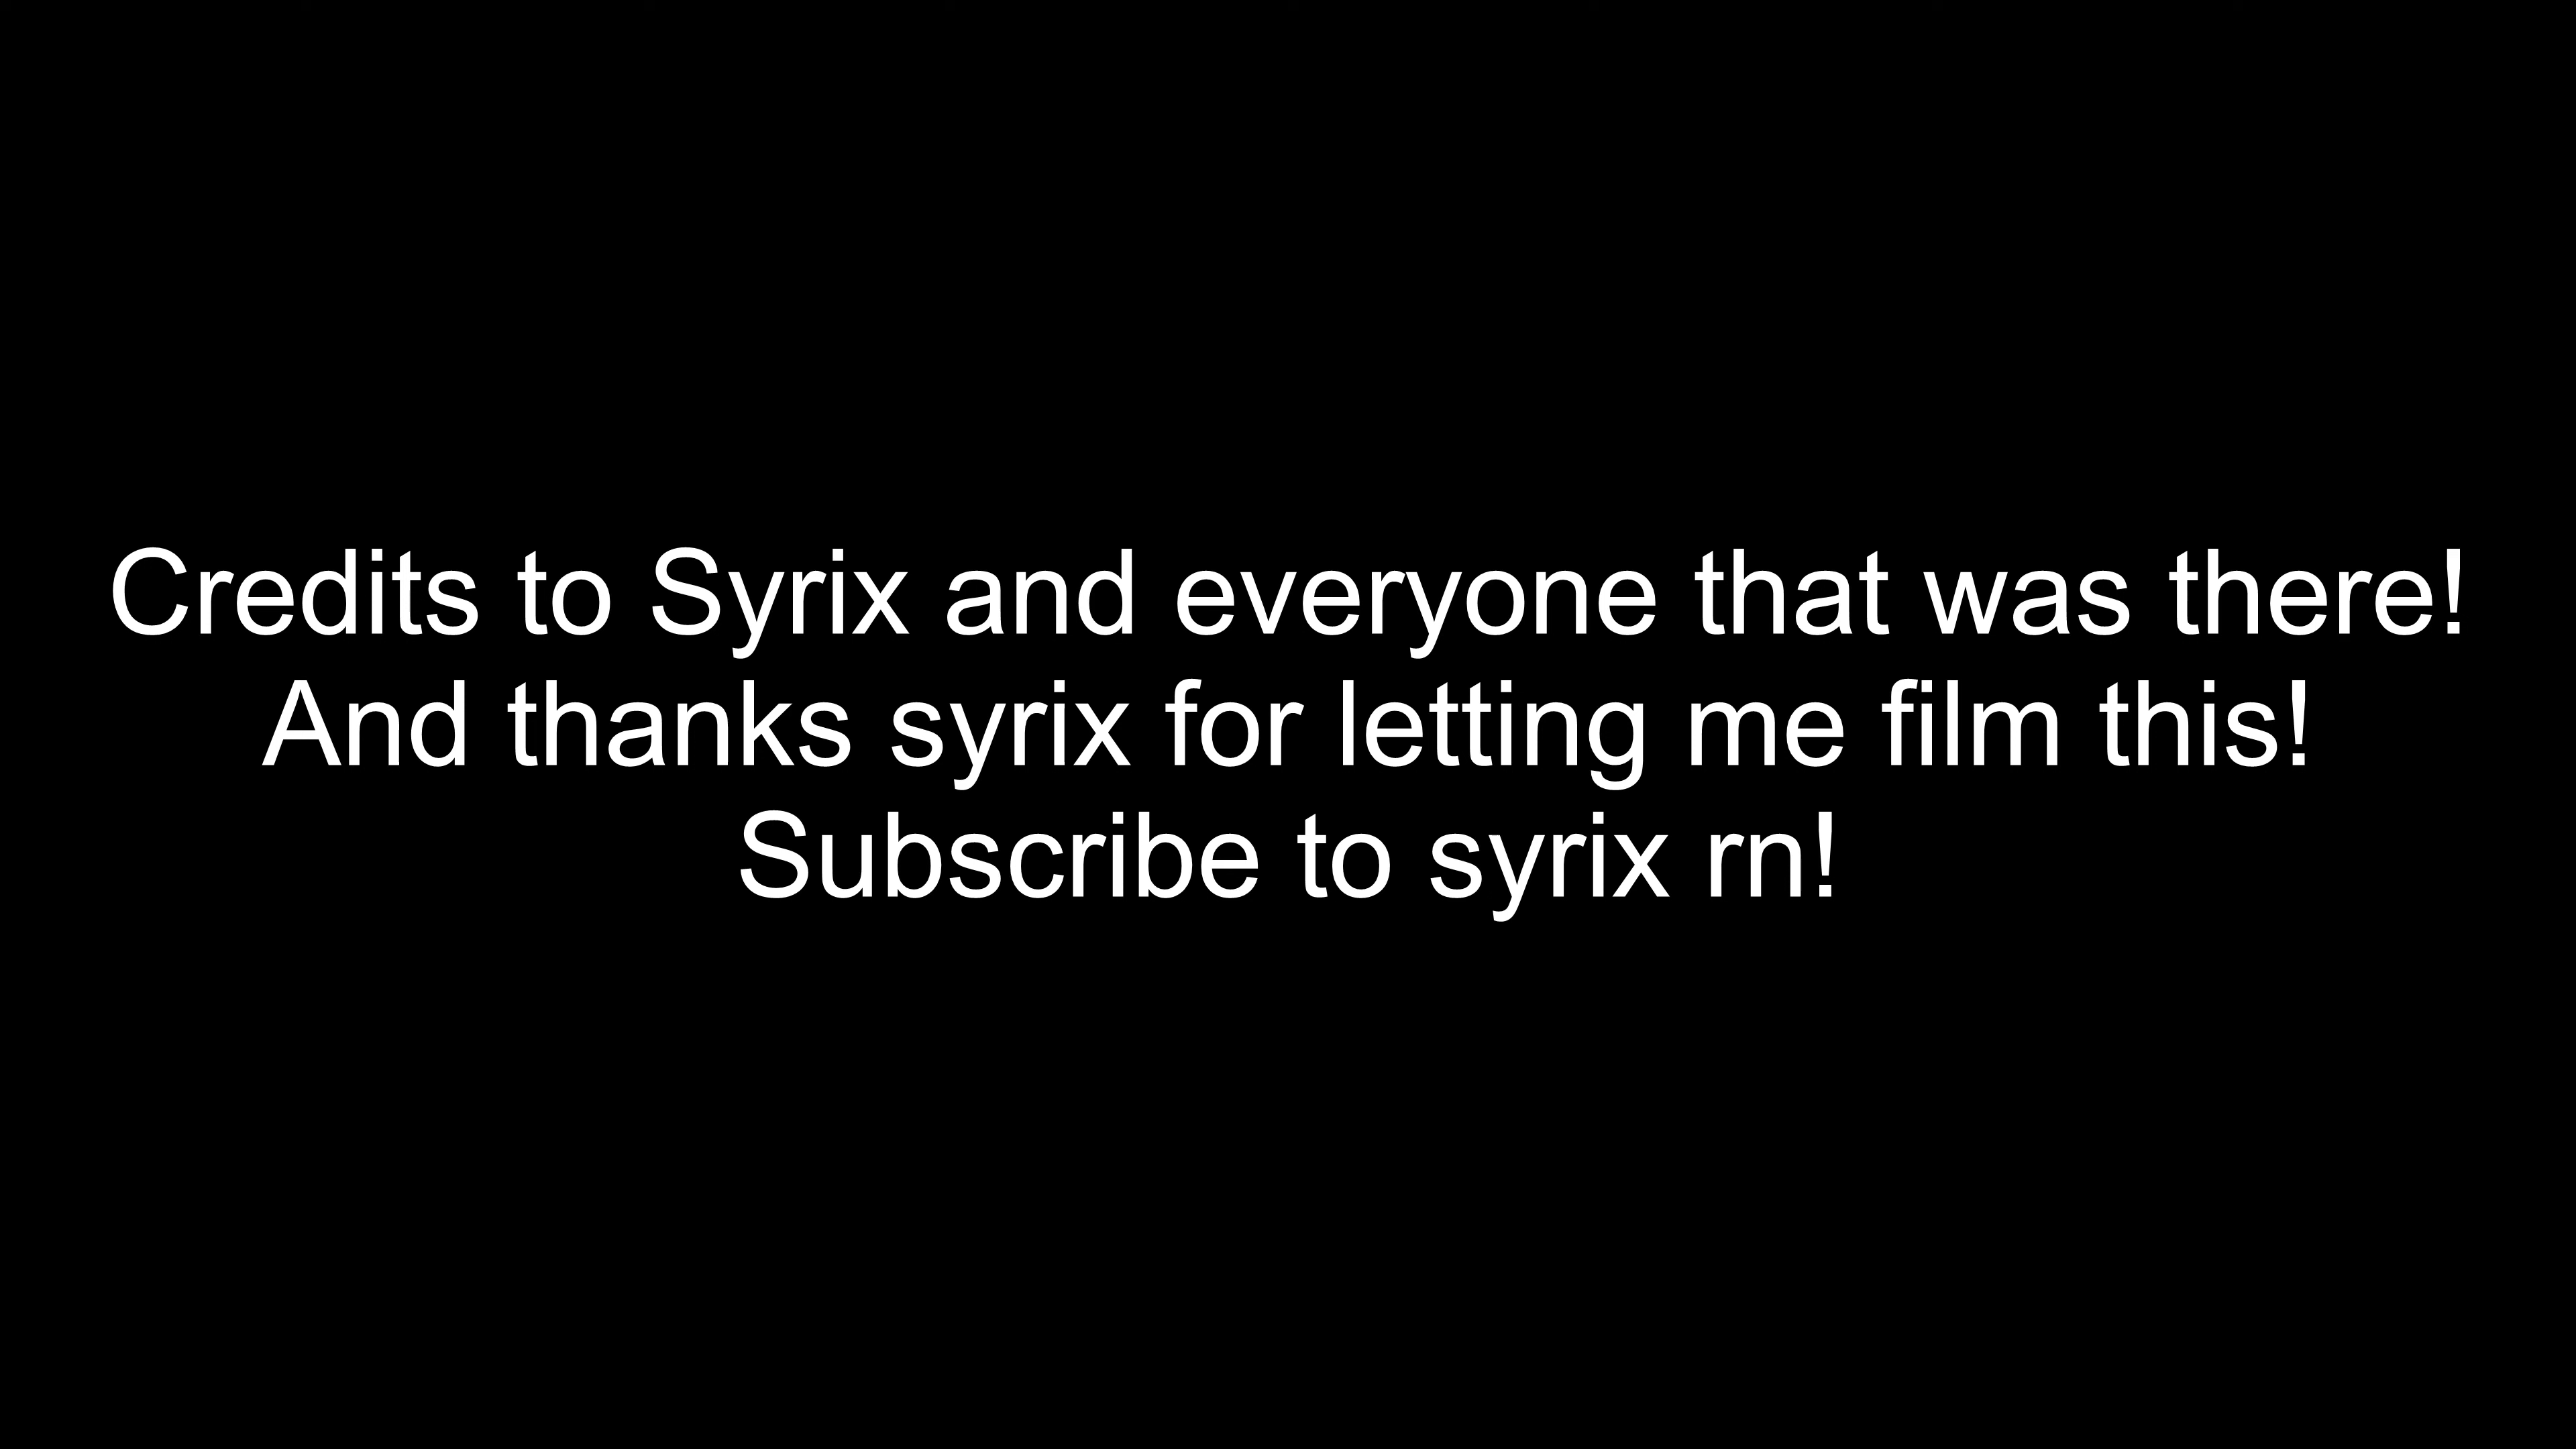 Credits to Syrix and everyone that was there!
And thanks syrix for letting me film this!
Subscribe to syrix rn!